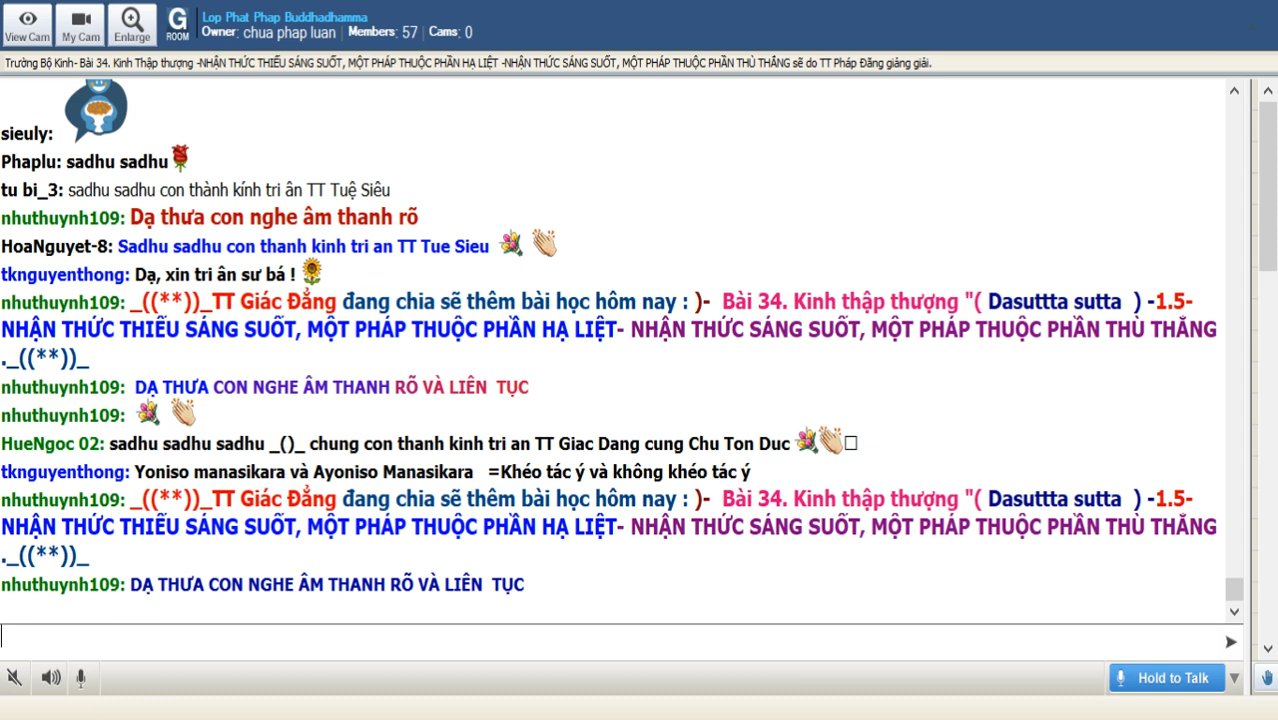 View Cam
My Cam
Enlarge
G
ROOM
Lop Phat Phap Buddhadhamma
Owner: chua phap luan | Members: 57 | Cams: 0
Trường Bộ Kinh- Bài 34. Kinh Thập thượng -NHẬN THỨC THIẾU SÁNG SUỐT, MỘT PHÁP THUỘC PHẦN HẠ LIỆT -NHẬN THỨC SÁNG SUỐT, MỘT PHÁP THUỘC PHẦN THÙ THẮNG sẽ do TT Pháp Đăng giảng giải.
sieuly:
Phaplu: sadhu sadhu
tu bi_3: sadhu sadhu con thành kính tri ân TT Tuệ Siêu
nhuthuynh109: Dạ thưa con nghe âm thanh rõ
HoaNguyet-8: Sadhu sadhu con thanh kinh tri an TT Tue Sieu
tknguyenthong: Dạ, xin tri ân sư bá !
nhuthuynh109: _((**))_TT Giác Đẳng đang chia sẽ thêm bài học hôm nay : )- Bài 34. Kinh thập thượng "( Dasuttta sutta ) -1.5-
NHẬN THỨC THIẾU SÁNG SUỐT, MỘT PHÁP THUỘC PHẦN HẠ LIỆT- NHẬN THỨC SÁNG SUỐT, MỘT PHÁP THUỘC PHẦN THÙ THẮNG
._((**))_
nhuthuynh109: DẠ THƯA CON NGHE ÂM THANH RÕ VÀ LIÊN TỤC
nhuthuynh109:
HueNgoc 02: sadhu sadhu sadhu _()_ chung con thanh kinh tri an TT Giac Dang cung Chu Ton Duc
tknguyenthong: Yoniso manasikara và Ayoniso Manasikara =Khéo tác ý và không khéo tác ý
nhuthuynh109: _((**))_TT Giác Đẳng đang chia sẽ thêm bài học hôm nay : )- Bài 34. Kinh thập thượng "( Dasuttta sutta ) -1.5-
NHẬN THỨC THIẾU SÁNG SUỐT, MỘT PHÁP THUỘC PHẦN HẠ LIỆT- NHẬN THỨC SÁNG SUỐT, MỘT PHÁP THUỘC PHẦN THÙ THẮNG
._((**))_
nhuthuynh109: DẠ THƯA CON NGHE ÂM THANH RÕ VÀ LIÊN TỤC
Hold to Talk